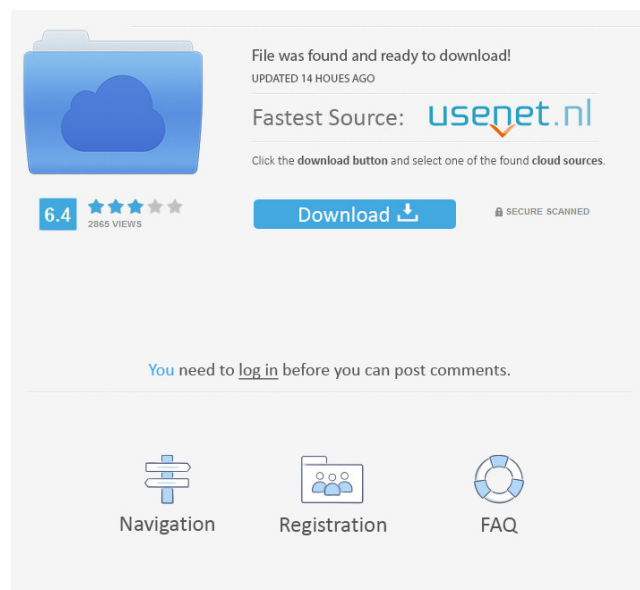 File was found and ready to download!
UPDATED 14 HOUES AGO
Fastest Source: usenet.nl
Click the download button and select one of the found cloud sources.
6.4
2865 VIEWS
Download
SECURE SCANNED
You need to log in before you can post comments.
Navigation
Registration
FAQ